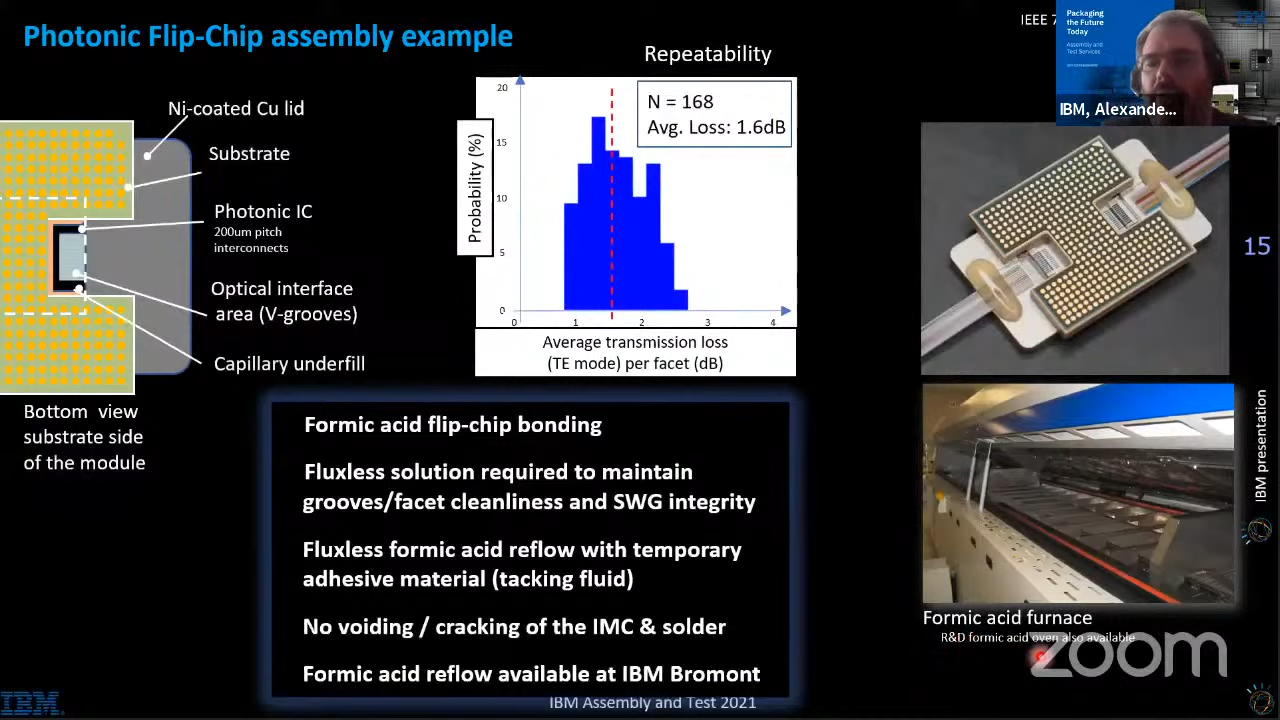 Photonic Flip-Chip assembly example
IEEE 7
Packaging
the Future
Today
Assembly and
Test Services
IBM
IBM, Alexande...
Ni-coated Cu lid
Substrate
Photonic IC
200um pitch
interconnects
Optical interface
area (V-grooves)
Capillary underfill
Bottom view
substrate side
of the module
Repeatability
N = 168
Avg. Loss: 1.6dB
Probability (%)
20
15
10
5
0
0 1 2 3 4
Average transmission loss
(TE mode) per facet (dB)
Formic acid flip-chip bonding
Fluxless solution required to maintain
grooves/facet cleanliness and SWG integrity
Fluxless formic acid reflow with temporary
adhesive material (tacking fluid)
No voiding / cracking of the IMC & solder
Formic acid reflow available at IBM Bromont
15
IBM presentation
Formic acid furnace
R&D formic acid oven also available
zoom
IBM
IBM Assembly and Test 2021